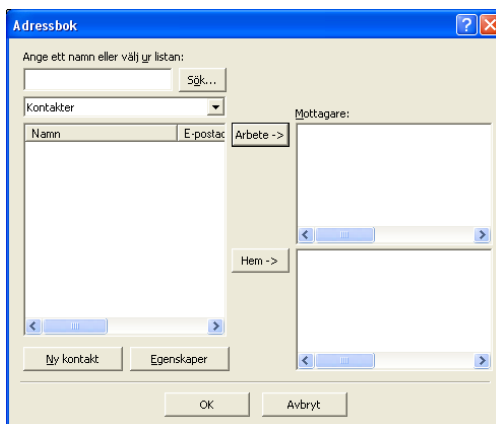 Adressbok
Ange ett namn eller välj ur listan:
Sök...
Kontakter
Mottagare:
Namn
E-postad
Arbete ->
Hem ->
Ny kontakt
Egenskaper
OK
Avbryt